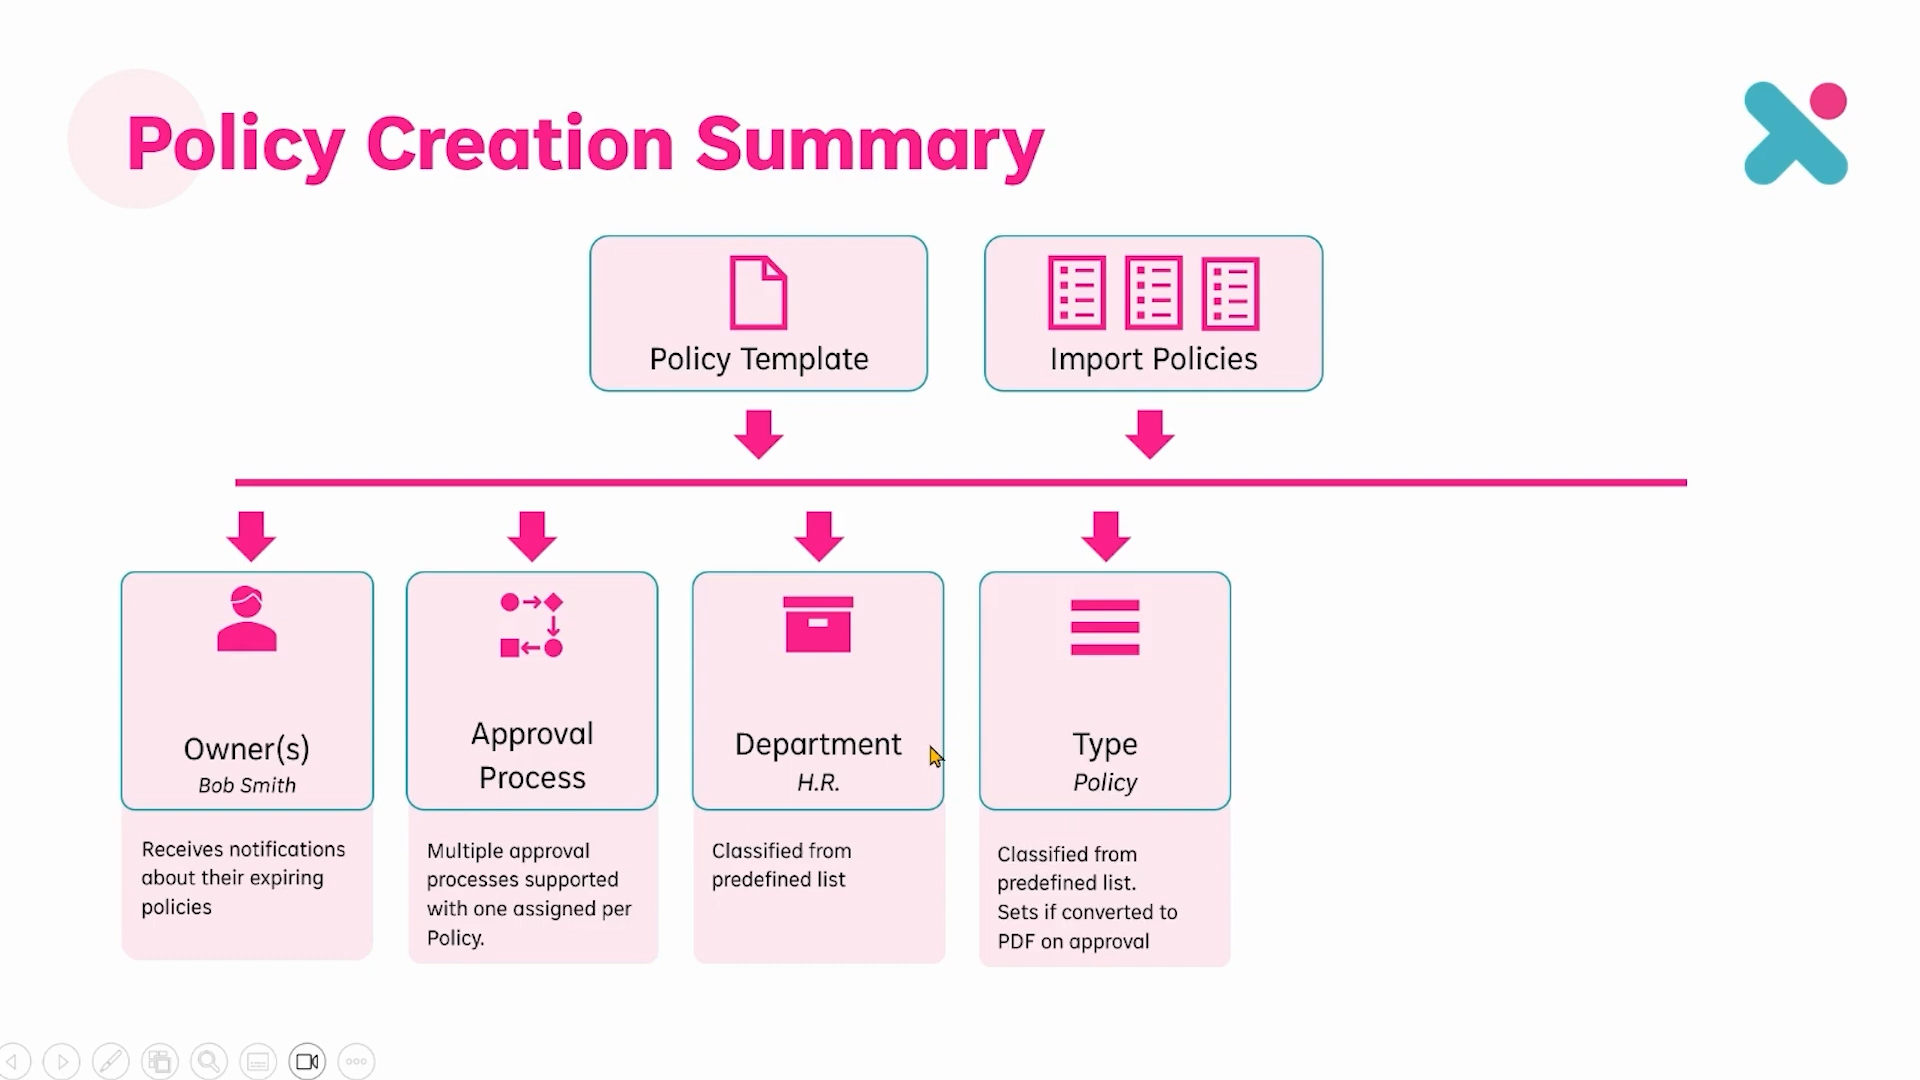 Policy Creation Summary
Policy Template
Import Policies
Owner(s)
Bob Smith
Receives notifications
about their expiring
policies
Approval
Process
Multiple approval
processes supported
with one assigned per
Policy.
Department
H.R.
Classified from
predefined list
Type
Policy
Classified from
predefined list.
Sets if converted to
PDF on approval